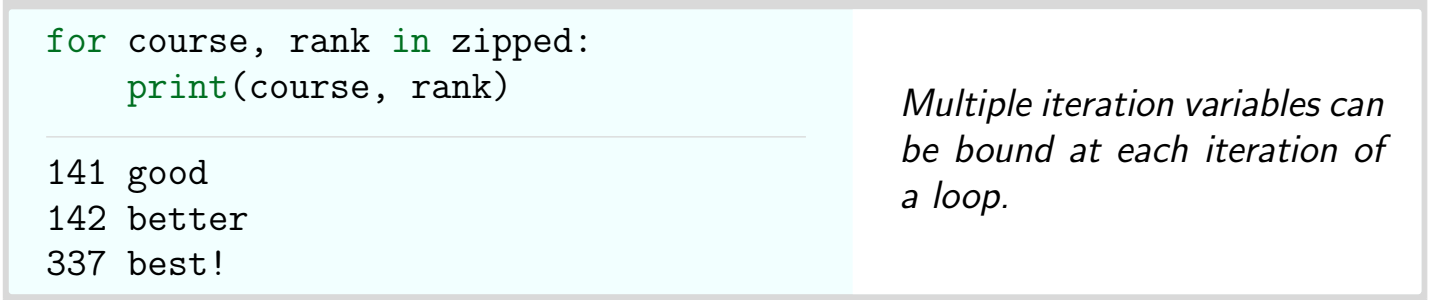 for course, rank in zipped:
    print(course, rank)
141 good
142 better
337 best!
Multiple iteration variables can
be bound at each iteration of
a loop.